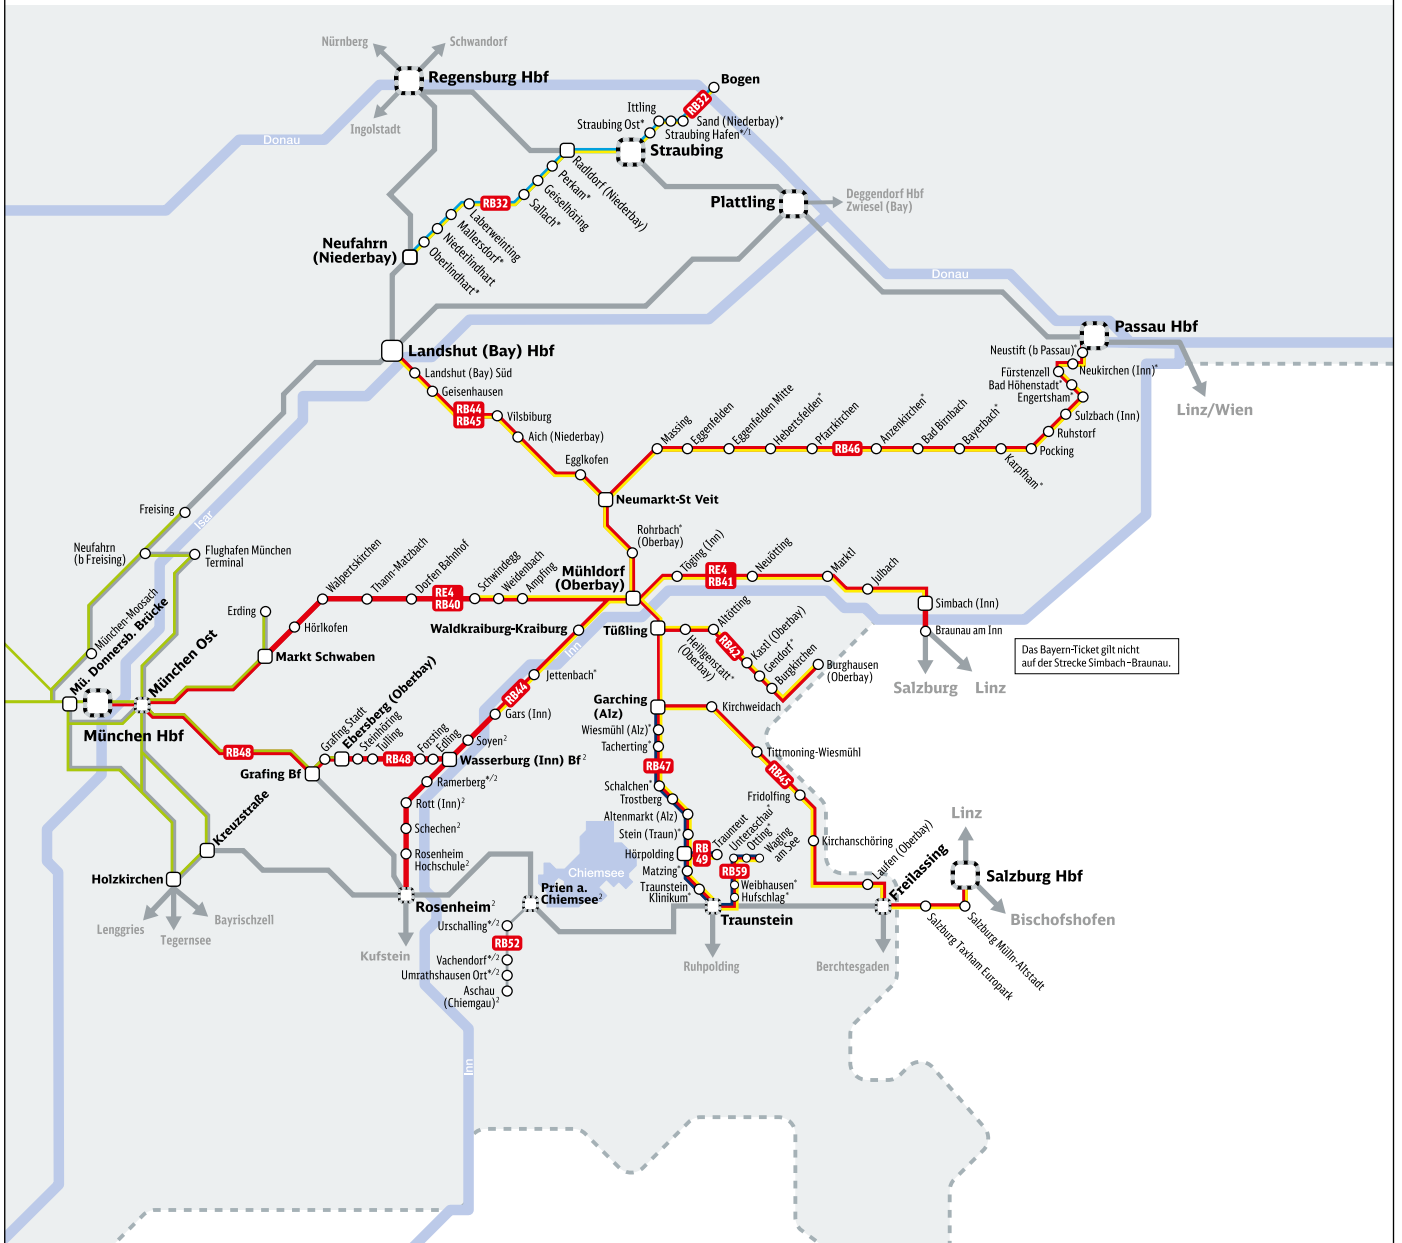 Nürnberg
Schwandorf
Regensburg Hbf
Ingolstadt
Donau
Bogen
RB32
Ittling
Straubing Ost*
Sand (Niederbay)*
Straubing Hafen*/1
Straubing
Radldorf (Niederbay)
Perkam*
Geiselhöring
Sallach*
RB32
Laberweinting
Mallersdorf*
Niederlindhart
Oberlindhart*
Neufahrn
(Niederbay)
Plattling
Deggendorf Hbf
Zwiesel (Bay)
Donau
Passau Hbf
Neustift (b Passau)*
Neukirchen (Inn)*
Fürstenzell
Bad Höhenstadt*
Engertsham*
Sulzbach (Inn)
Ruhstorf
Pocking
Karpfham*
Linz/Wien
Landshut (Bay) Hbf
Landshut (Bay) Süd
Geisenhausen
RB44
RB45
Vilsbiburg
Aich (Niederbay)
Egglkofen
Massing
Eggenfelden
Eggenfelden Mitte
Hebertsfelden*
Pfarrkirchen
RB46
Anzenkirchen*
Bad Birnbach
Bayerbach*
Neumarkt-St Veit
Rohrbach*
(Oberbay)
Freising
Isar
Neufahrn
(b Freising)
Flughafen München
Terminal
München-Moosach
Mü. Donnersb. Brücke
München Ost
München Hbf
Erding
Markt Schwaben
Hörlkofen
Walpertskirchen
Thann-Matzbach
Dorfen Bahnhof
RE4
RB40
Schwindegg
Weidenbach
Ampfing
Mühldorf
(Oberbay)
Töging (Inn)
RE4
RB41
Neuötting
Marktl
Julbach
Simbach (Inn)
Braunau am Inn
Salzburg
Linz
Das Bayern-Ticket gilt nicht
auf der Strecke Simbach–Braunau.
Waldkraiburg-Kraiburg
Inn
Jettenbach*
RB44
Gars (Inn)
Soyen2
Tüßling
Heiligenstatt*
(Oberbay)
Altötting
RB42
Kastl (Oberbay)
Gendorf*
Burgkirchen
Burghausen
(Oberbay)
Garching
(Alz)
Kirchweidach
Wiesmühl (Alz)*
Tacherting*
RB47
Schalchen*
Trostberg
Altenmarkt (Alz)
Stein (Traun)*
Hörpolding
Matzing*
Traunstein
Klinikum*
RB
49
Traunreut
Unteraschau*
Otting*
Waging
am See
RB59
Weibhausen*
Hufschlag*
Traunstein
Ruhpolding
Tittmoning-Wiesmühl
RB45
Fridolfing
Kirchanschöring
Laufen (Oberbay)
Freilassing
Berchtesgaden
Linz
Salzburg Hbf
Bischofshofen
Salzburg Mülln-Altstadt
Salzburg Taxham Europark
RB48
Grafing Bf
Grafing Stadt
Ebersberg (Oberbay)
Steinhöring
Tulling
RB48
Forsting
Edling
Wasserburg (Inn) Bf2
Ramerberg*/2
Rott (Inn)2
Schechen2
Rosenheim
Hochschule2
Rosenheim2
Kufstein
Kreuzstraße
Holzkirchen
Lenggries
Tegernsee
Bayrischzell
Chiemsee
Prien a.
Chiemsee2
Urschalling*/2
RB52
Vachendorf*/2
Umrathshausen Ort*/2
Aschau
(Chiemgau)2
Inn